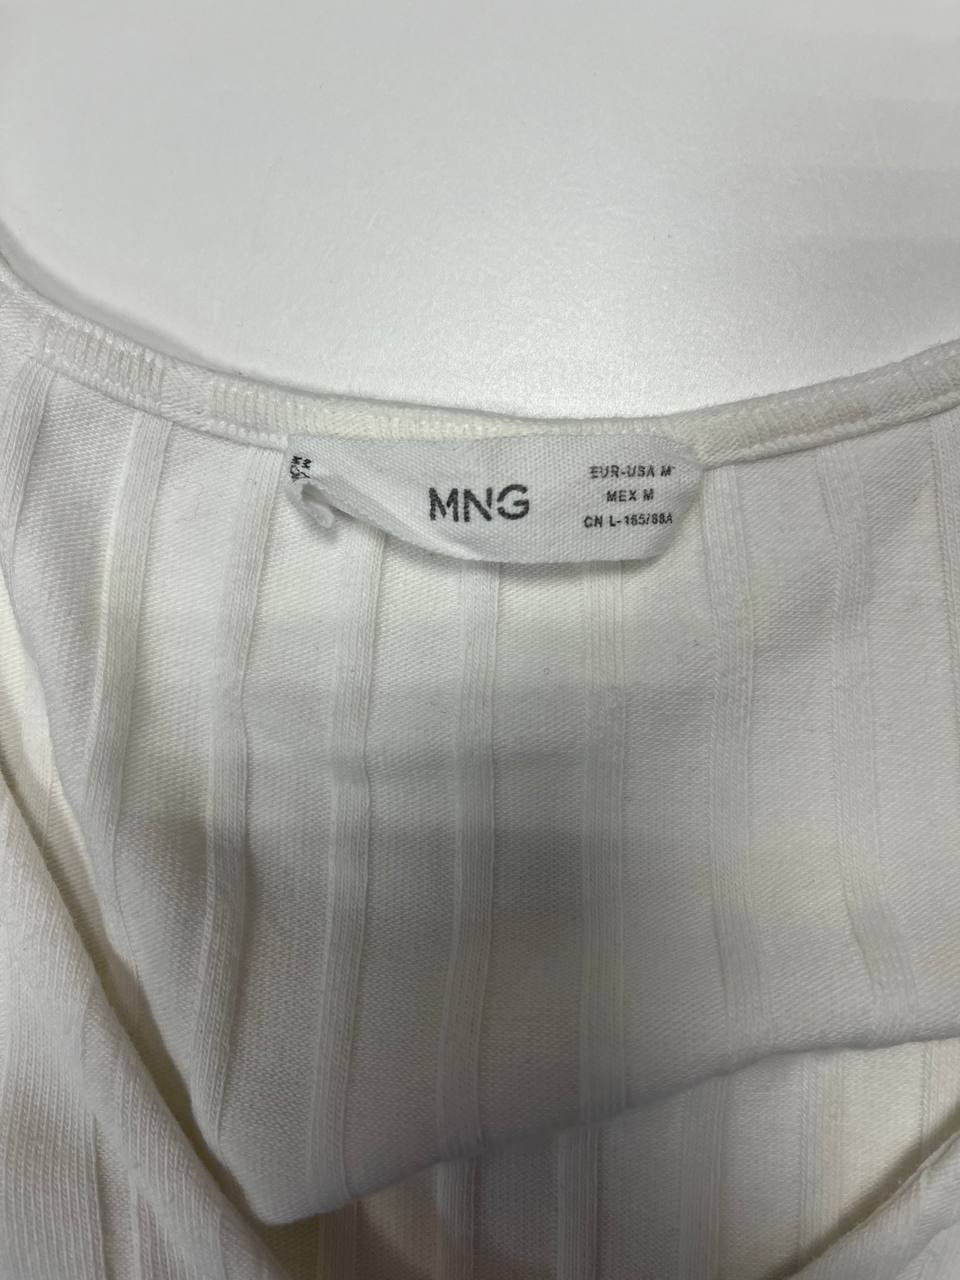 MNG
EUR-USA M
MEX M
CN L-165/88A